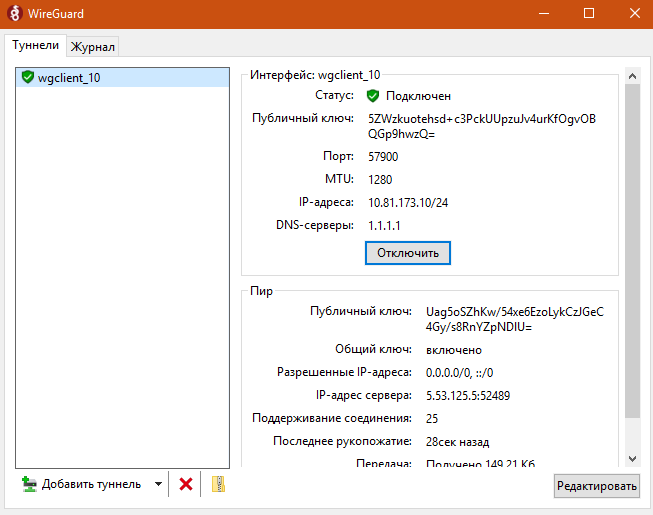 WireGuard
Туннели
Журнал
wgclient_10
Интерфейс: wgclient_10
Статус: Подключен
Публичный ключ: 5ZWzkuotehsd+c3PckUUpzuJv4urKfOgvOB
QGp9hwzQ=
Порт: 57900
MTU: 1280
IP-адреса: 10.81.173.10/24
DNS-серверы: 1.1.1.1
Отключить
Пир
Публичный ключ: Uag5oSZhKw/54xe6EzoLykCzJGeC
4Gy/s8RnYZpNDIU=
Общий ключ: включено
Разрешенные IP-адреса: 0.0.0.0/0, ::/0
IP-адрес сервера: 5.53.125.5:52489
Поддерживание соединения: 25
Последнее рукопожатие: 28сек назад
Передача: Получено 149,21 Кб
Добавить туннель
Редактировать